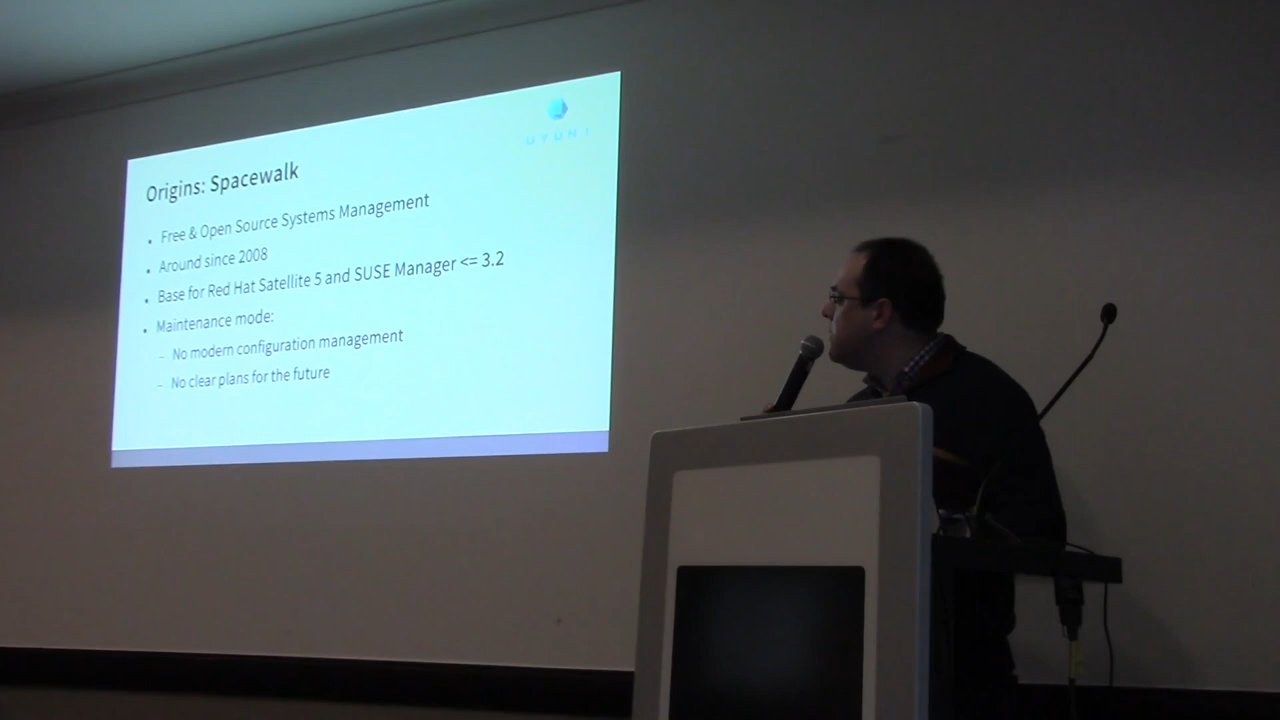 UYUNI
Origins: Spacewalk
• Free & Open Source Systems Management
• Around since 2008
• Base for Red Hat Satellite 5 and SUSE Manager <= 3.2
• Maintenance mode:
– No modern configuration management
– No clear plans for the future